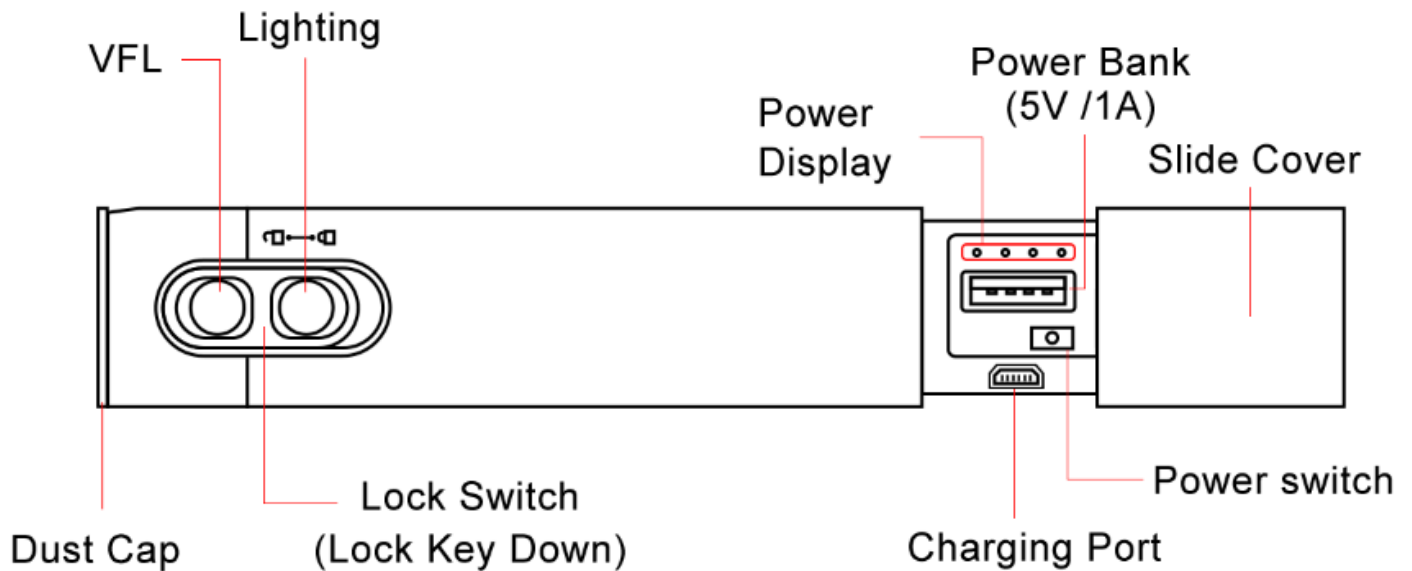 Lighting
VFL
Power Bank
(5V /1A)
Power
Display
Slide Cover
Lock Switch
(Lock Key Down)
Power switch
Dust Cap
Charging Port